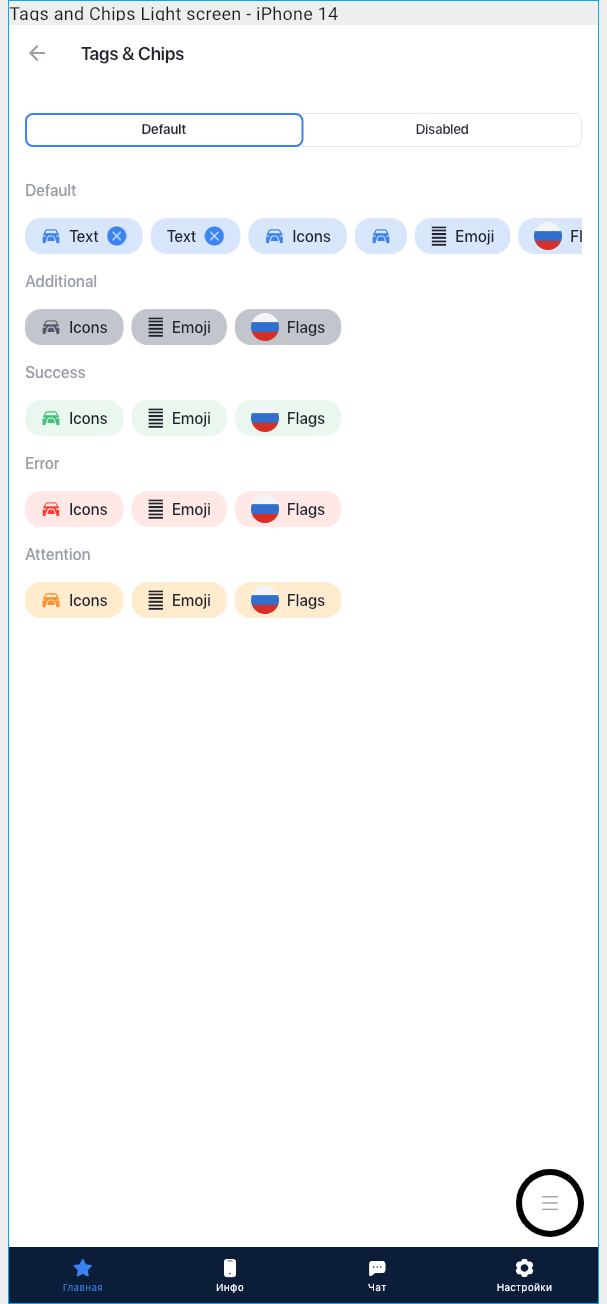 Tags and Chips Light screen - iPhone 14
Tags & Chips
Default Disabled
Default
Text Text Icons Emoji Fl
Additional
Icons Emoji Flags
Success
Icons Emoji Flags
Error
Icons Emoji Flags
Attention
Icons Emoji Flags
Главная Инфо Чат Настройки